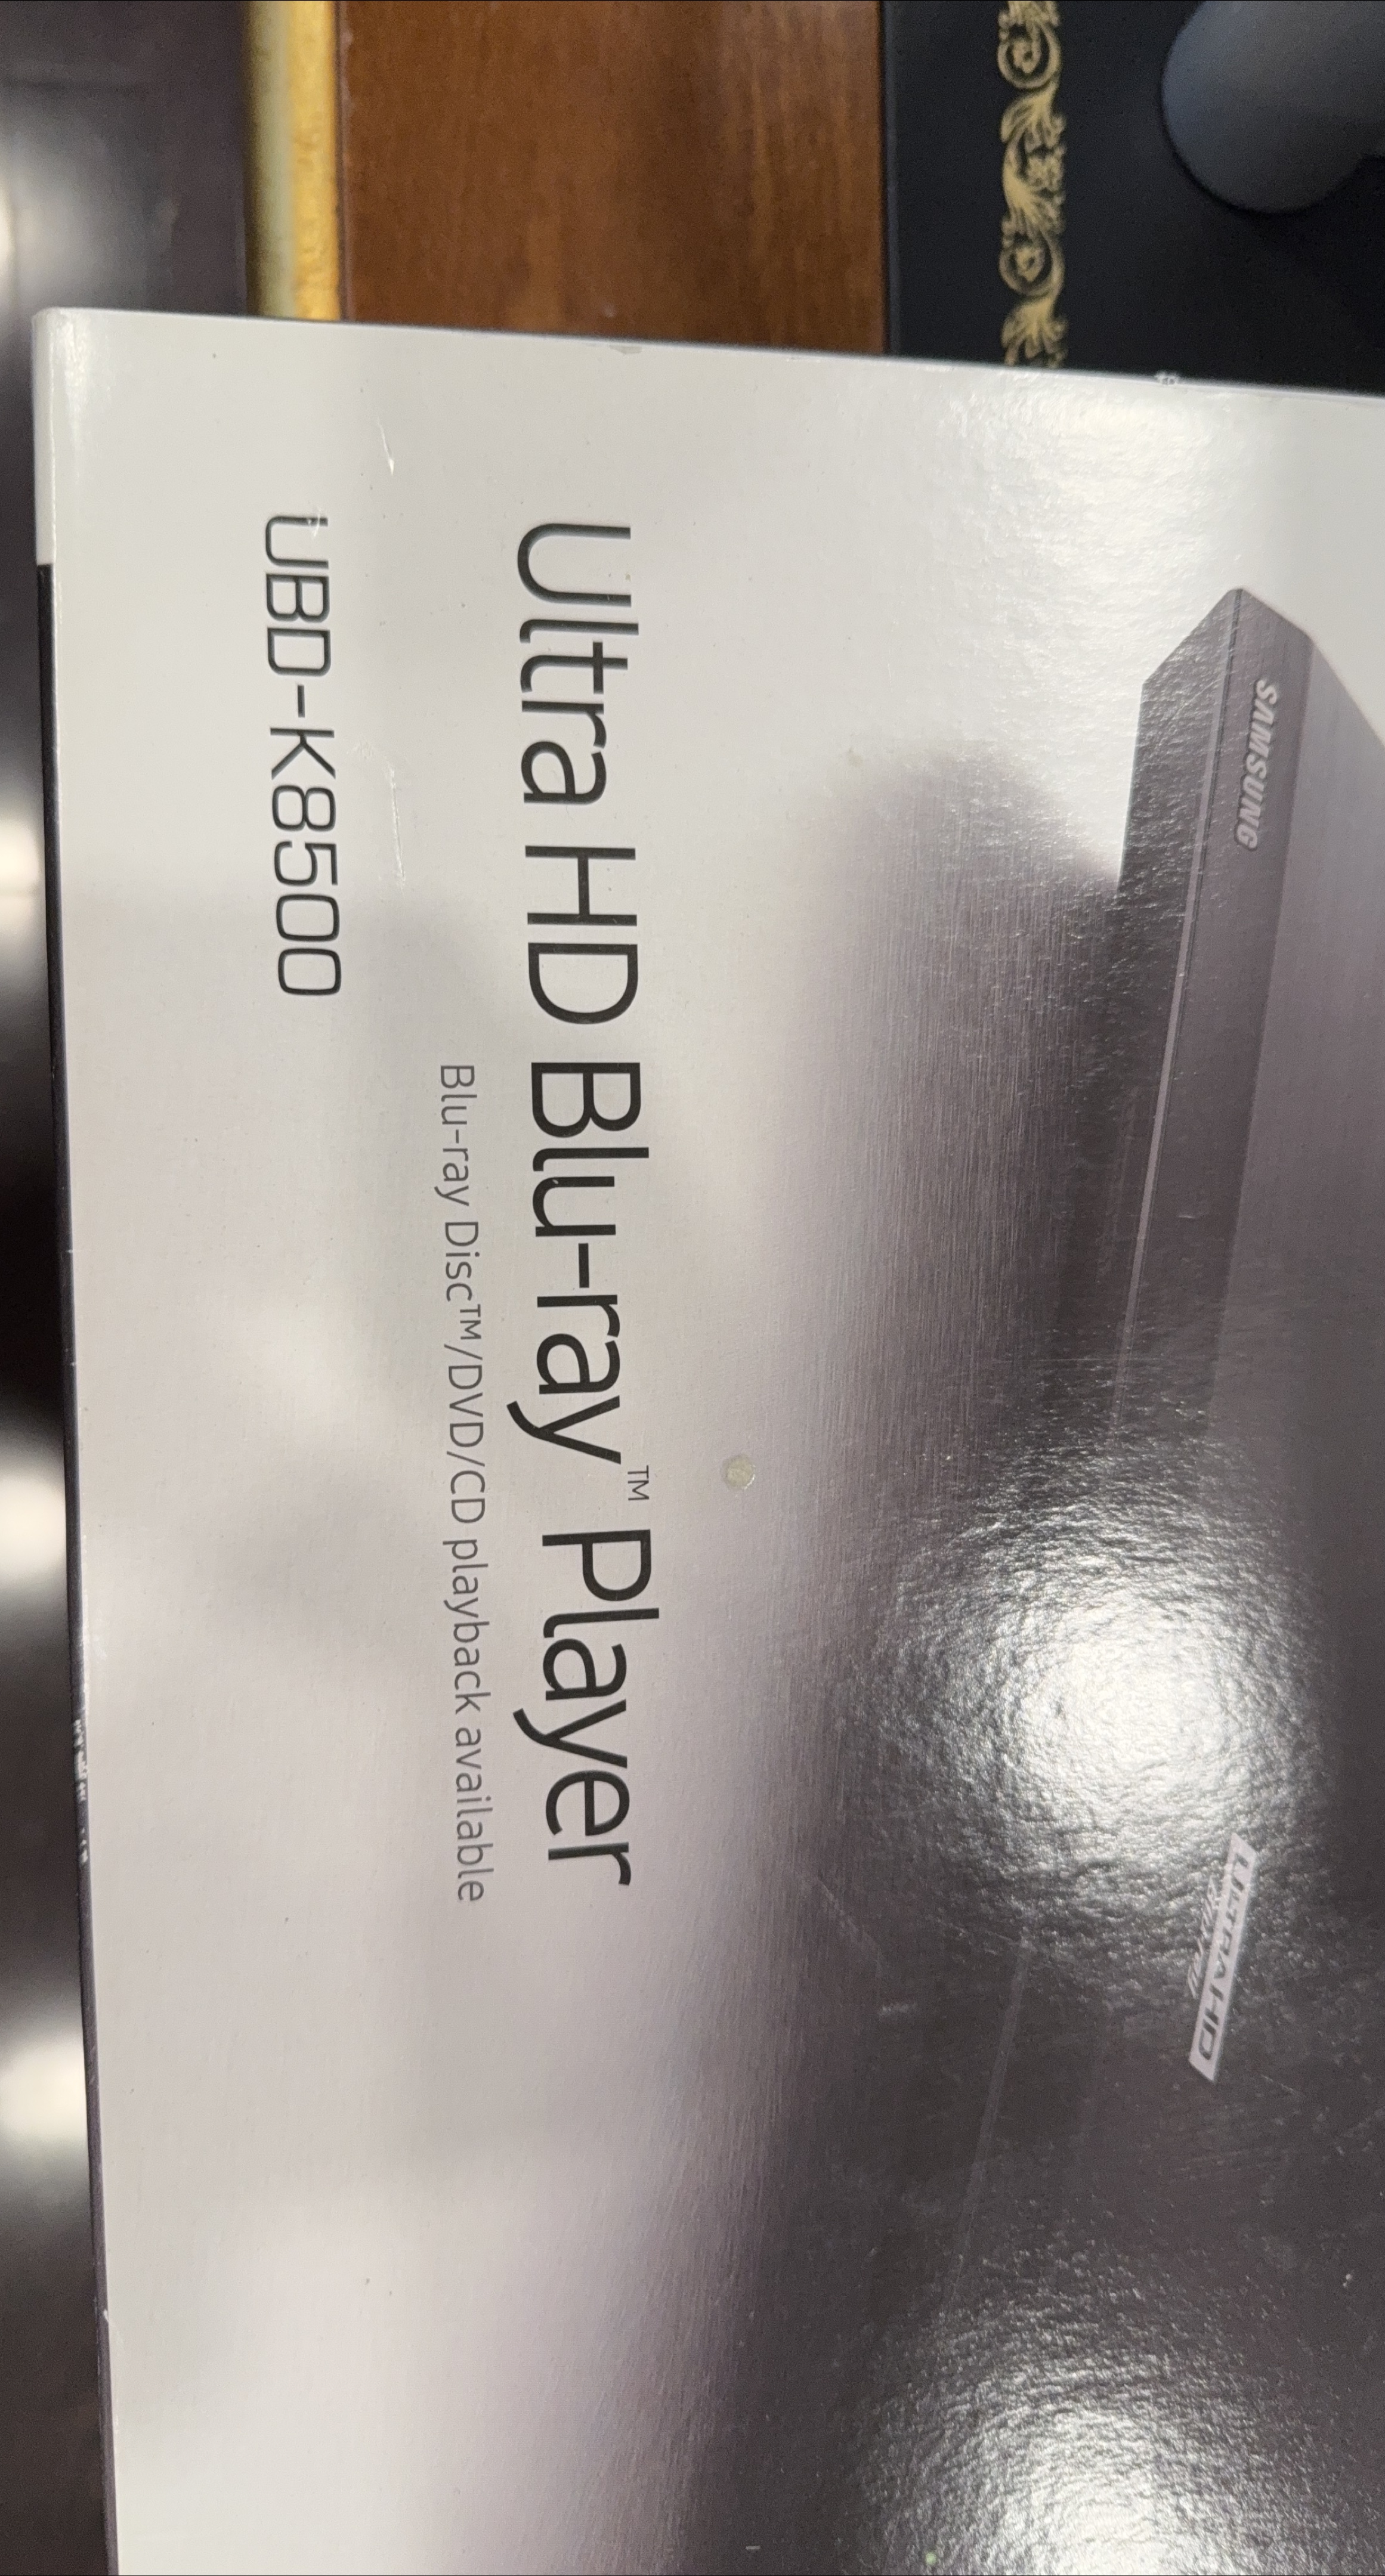 SAMSUNG
ULTRA HD
Ultra HD Blu-ray™ Player
Blu-ray Disc™/DVD/CD playback available
UBD-K8500